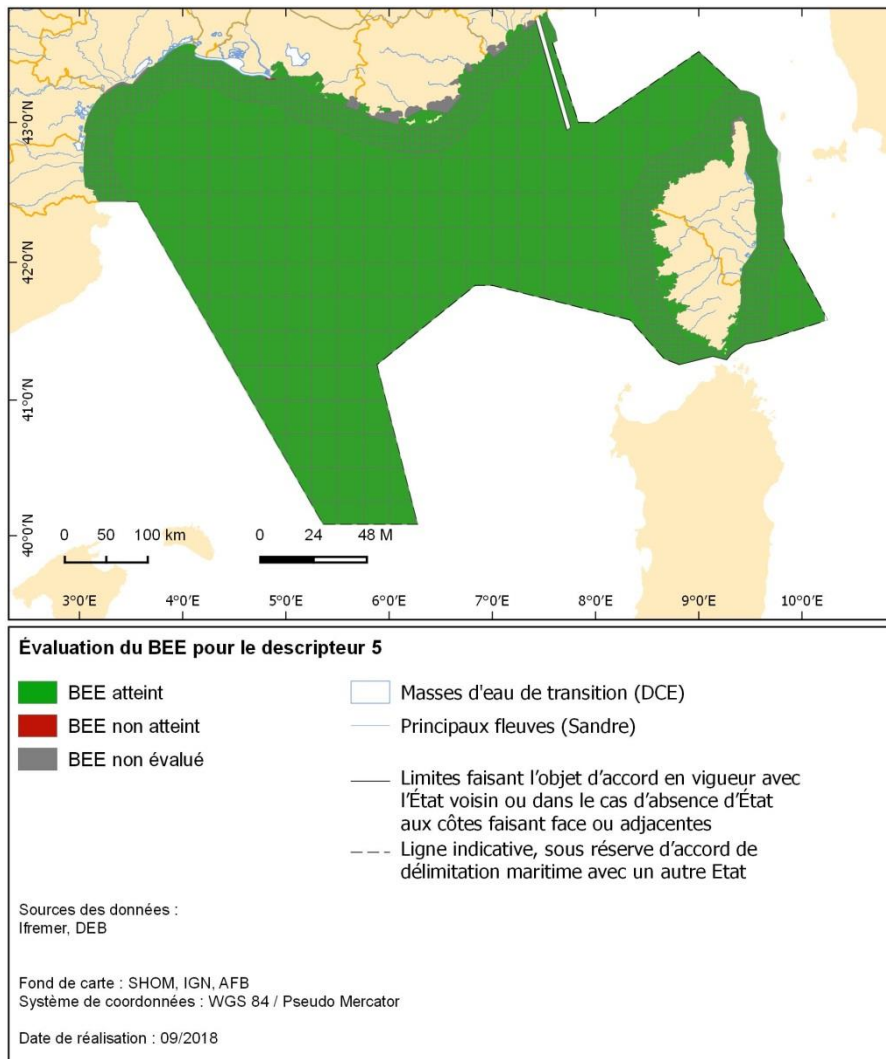 43°0'N
42°0'N
41°0'N
40°0'N
0 50 100 km
0 24 48 M
3°0'E 4°0'E 5°0'E 6°0'E 7°0'E 8°0'E 9°0'E 10°0'E
Évaluation du BEE pour le descripteur 5
BEE atteint
BEE non atteint
BEE non évalué
Masses d'eau de transition (DCE)
Principaux fleuves (Sandre)
Limites faisant l'objet d'accord en vigueur avec
l'État voisin ou dans le cas d'absence d'État
aux côtes faisant face ou adjacentes
Ligne indicative, sous réserve d'accord de
délimitation maritime avec un autre Etat
Sources des données :
Ifremer, DEB
Fond de carte : SHOM, IGN, AFB
Système de coordonnées : WGS 84 / Pseudo Mercator
Date de réalisation : 09/2018